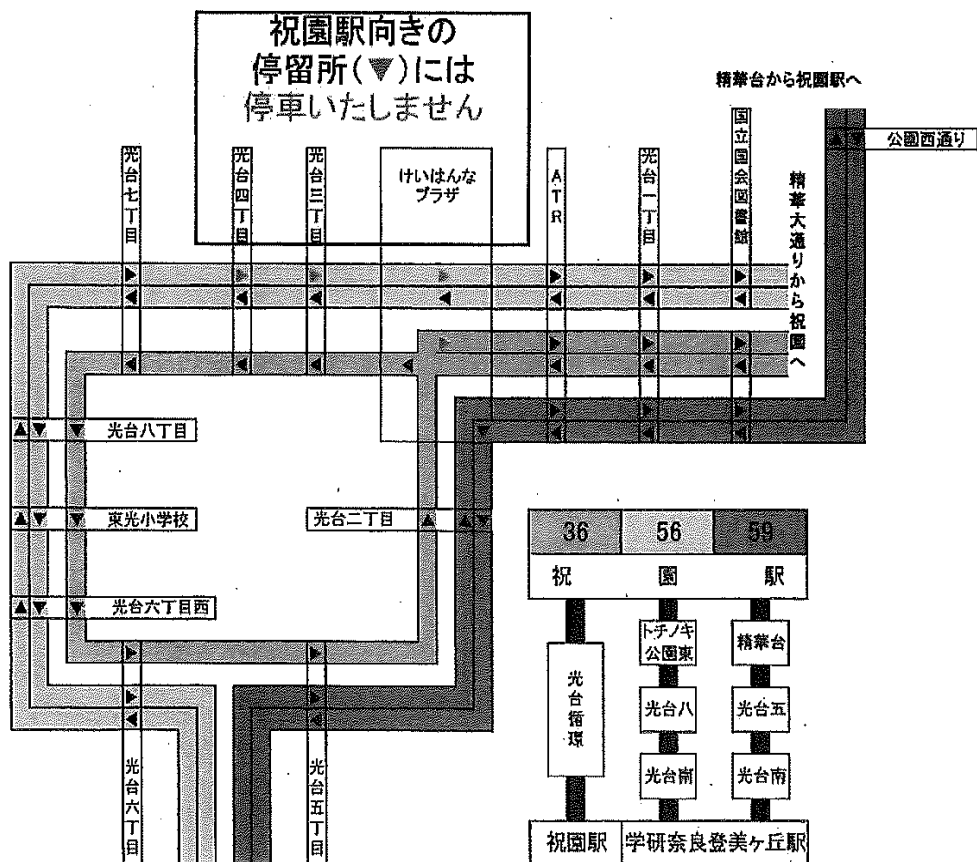 祝園駅向きの
停留所(▼)には
停車いたしません
精華台から祝園駅へ
公園西通り
光台七丁目
光台四丁目
光台三丁目
けいはんな
プラザ
ATR
光台一丁目
国立国会図書館
精華大通りから祝園へ
光台八丁目
東光小学校
光台二丁目
光台六丁目西
光台六丁目
光台五丁目
36 56 59
祝 園 駅
光台循環
トチノキ
公園東
精華台
光台八
光台五
光台南
光台南
祝園駅
学研奈良登美ヶ丘駅